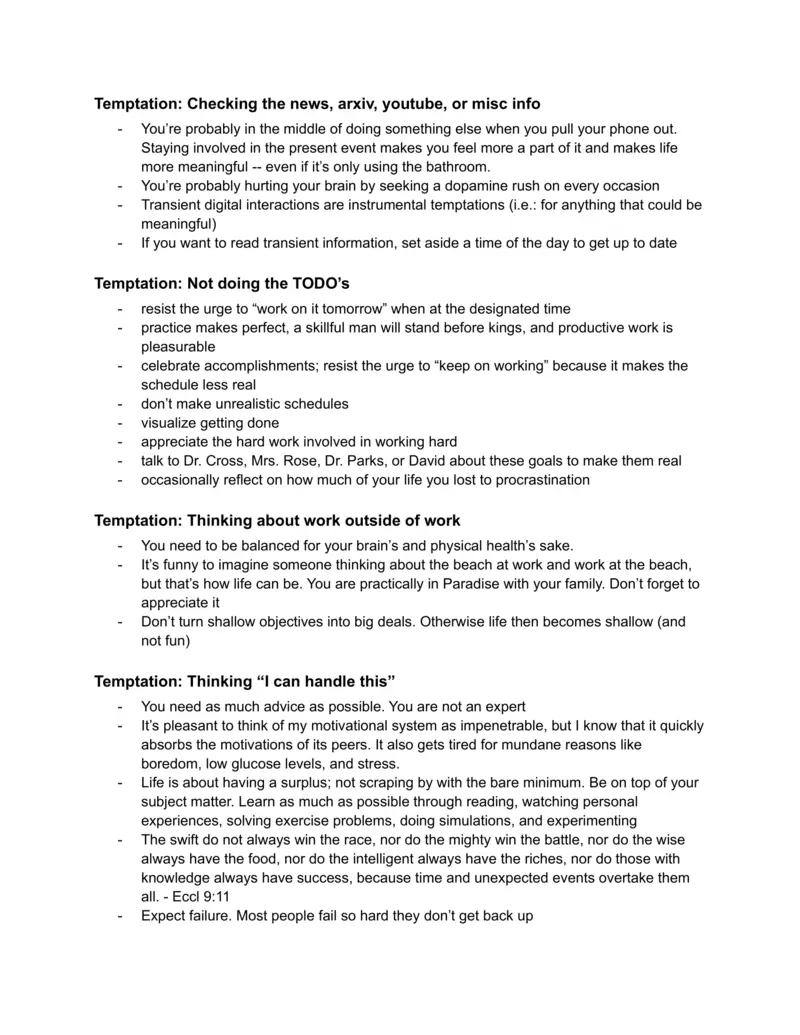 Temptation: Checking the news, arxiv, youtube, or misc info
- You’re probably in the middle of doing something else when you pull your phone out.
Staying involved in the present event makes you feel more a part of it and makes life
more meaningful -- even if it’s only using the bathroom.
- You’re probably hurting your brain by seeking a dopamine rush on every occasion
- Transient digital interactions are instrumental temptations (i.e.: for anything that could be
meaningful)
- If you want to read transient information, set aside a time of the day to get up to date
Temptation: Not doing the TODO’s
- resist the urge to “work on it tomorrow” when at the designated time
- practice makes perfect, a skillful man will stand before kings, and productive work is
pleasurable
- celebrate accomplishments; resist the urge to “keep on working” because it makes the
schedule less real
- don’t make unrealistic schedules
- visualize getting done
- appreciate the hard work involved in working hard
- talk to Dr. Cross, Mrs. Rose, Dr. Parks, or David about these goals to make them real
- occasionally reflect on how much of your life you lost to procrastination
Temptation: Thinking about work outside of work
- You need to be balanced for your brain’s and physical health’s sake.
- It’s funny to imagine someone thinking about the beach at work and work at the beach,
but that’s how life can be. You are practically in Paradise with your family. Don’t forget to
appreciate it
- Don’t turn shallow objectives into big deals. Otherwise life then becomes shallow (and
not fun)
Temptation: Thinking “I can handle this”
- You need as much advice as possible. You are not an expert
- It’s pleasant to think of my motivational system as impenetrable, but I know that it quickly
absorbs the motivations of its peers. It also gets tired for mundane reasons like
boredom, low glucose levels, and stress.
- Life is about having a surplus; not scraping by with the bare minimum. Be on top of your
subject matter. Learn as much as possible through reading, watching personal
experiences, solving exercise problems, doing simulations, and experimenting
- The swift do not always win the race, nor do the mighty win the battle, nor do the wise
always have the food, nor do the intelligent always have the riches, nor do those with
knowledge always have success, because time and unexpected events overtake them
all. - Eccl 9:11
- Expect failure. Most people fail so hard they don’t get back up